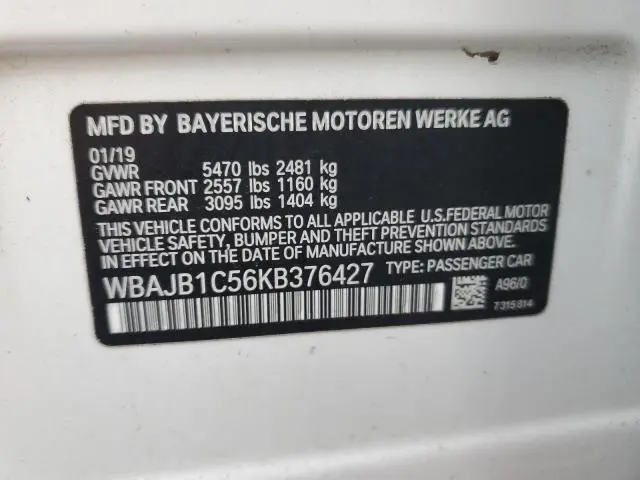 MFD BY BAYERISCHE MOTOREN WERKE AG
01/19
GVWR 5470 lbs 2481 kg
GAWR FRONT 2557 lbs 1160 kg
GAWR REAR 3095 lbs 1404 kg
THIS VEHICLE CONFORMS TO ALL APPLICABLE U.S.FEDERAL MOTOR
VEHICLE SAFETY, BUMPER AND THEFT PREVENTION STANDARDS
IN EFFECT ON THE DATE OF MANUFACTURE SHOWN ABOVE.
WBAJB1C56KB376427 TYPE: PASSENGER CAR
A96/0
7315814